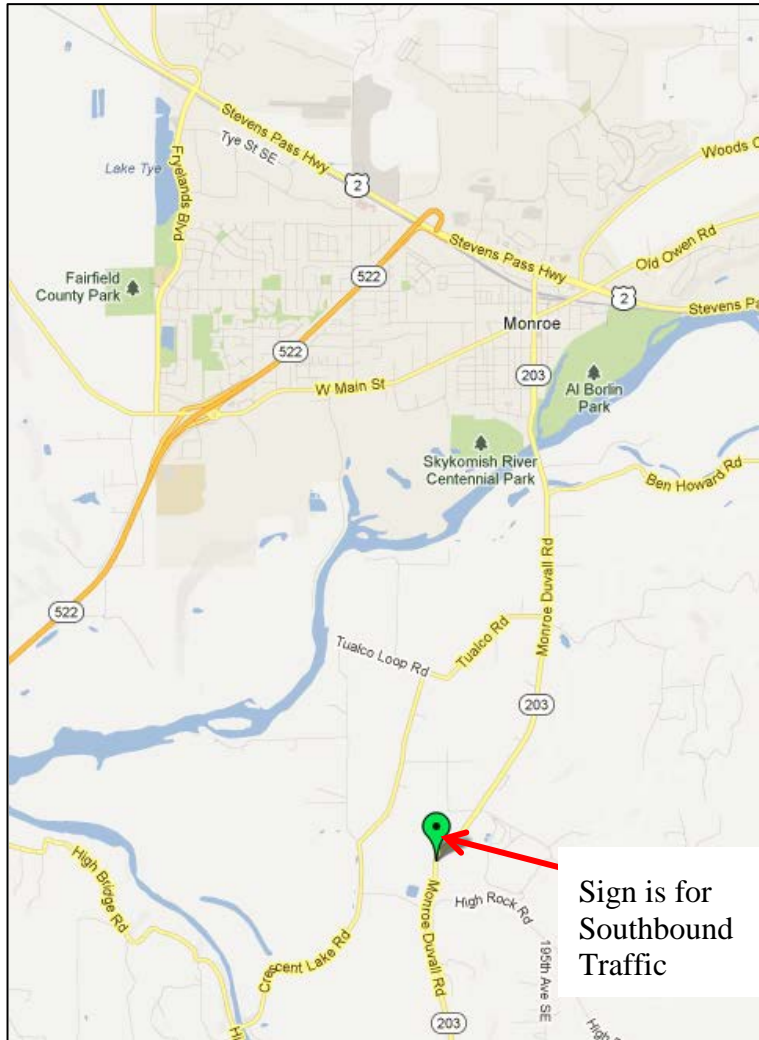 Stevens Pass Hwy
Tye St SE
Lake Tye
Fryelands Blvd
2
Woods
Stevens Pass Hwy
Old Owen Rd
Fairfield
County Park
522
2
Stevens Pa
Monroe
522
203
W Main St
Al Borlin
Park
Skykomish River
Centennial Park
Ben Howard Rd
522
Monroe Duvall Rd
Tualco Rd
Tualco Loop Rd
203
High Bridge Rd
Monroe Duvall Rd
High Rock Rd
Crescent Lake Rd
195th Ave SE
Sign is for
Southbound
Traffic
203